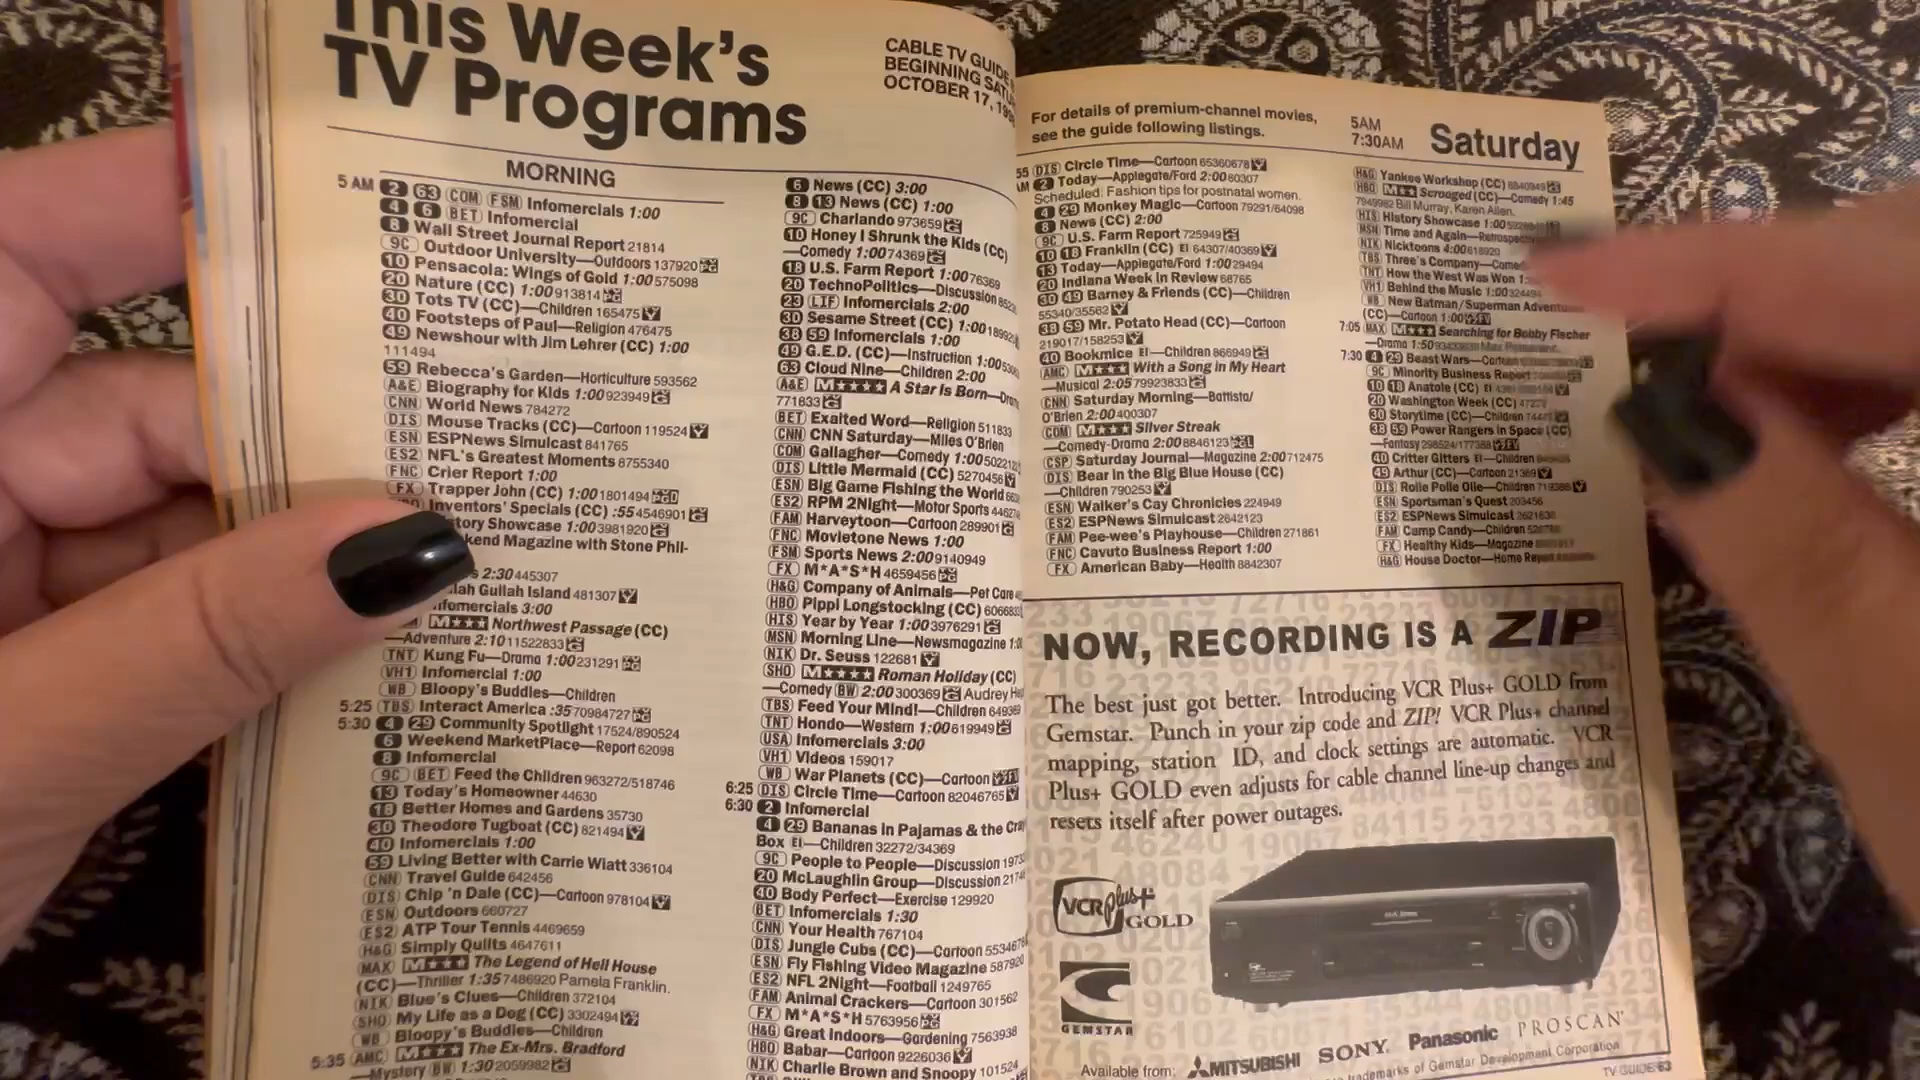 This Week's
TV Programs
CABLE TV GUIDE
BEGINNING
OCTOBER 17,
MORNING
5 AM 2 63 COM FSM Infomercials 1:00
4 6 BET Infomercial
8 Wall Street Journal Report 21814
9C Outdoor University—Outdoors 137920 PG
10 Pensacola: Wings of Gold 1:00 575098
20 Nature (CC) 1:00 913814
30 Tots TV (CC)—Children 165475 Y
40 Footsteps of Paul—Religion 476475
49 Newshour with Jim Lehrer (CC) 1:00
111494
59 Rebecca's Garden—Horticulture 593562
A&E Biography for Kids 1:00 923949 G
CNN World News 784272
DIS Mouse Tracks (CC)—Cartoon 119524 Y
ESN ESPNews Simulcast 841765
ES2 NFL's Greatest Moments 8755340
FNC Crier Report 1:00
FX Trapper John (CC) 1:00 1801494
Inventors' Specials (CC) :55 4546901 G
story Showcase 1:00 3981920 G
kend Magazine with Stone Phil-
2:30 445307
lah Gullah Island 481307 Y
fomercials 3:00
M★★★ Northwest Passage (CC)
—Adventure 2:10 11522833 G
TNT Kung Fu—Drama 1:00 231291 PG
VH1 Infomercial 1:00
WB Bloopy's Buddies—Children
5:25 TBS Interact America :35 70984727
5:30 4 29 Community Spotlight 17524/890524
6 Weekend MarketPlace—Report 62098
8 Infomercial
9C BET Feed the Children 963272/518746
13 Today's Homeowner 44630
18 Better Homes and Gardens 35730
30 Theodore Tugboat (CC) 821494 Y
40 Infomercials 1:00
59 Living Better with Carrie Wiatt 336104
CNN Travel Guide 642456
DIS Chip 'n Dale (CC)—Cartoon 978104 Y
ESN Outdoors 660727
ES2 ATP Tour Tennis 4469659
H&G Simply Quilts 4647611
MAX M★★★ The Legend of Hell House
(CC)—Thriller 1:35 7486920 Pamela Franklin.
NIK Blue's Clues—Children 372104
SHO My Life as a Dog (CC) 3302494
WB Bloopy's Buddies—Children
5:35 AMC M★★★★ The Ex-Mrs. Bradford
—Mystery BW 1:30 2059982 G
6 News (CC) 3:00
8 13 News (CC) 1:00
9C Charlando 973659 G
10 Honey I Shrunk the Kids (CC)
—Comedy 1:00 74369 G
18 U.S. Farm Report 1:00 76369
20 TechnoPolitics—Discussion
23 LIF Infomercials 2:00
30 Sesame Street (CC) 1:00
38 59 Infomercials 1:00
49 G.E.D. (CC)—Instruction 1:00
63 Cloud Nine—Children 2:00
A&E M★★★★ A Star Is Born
771833 G
BET Exalted Word—Religion 511833
CNN CNN Saturday—Miles O'Brien
COM Gallagher—Comedy 1:00
DIS Little Mermaid (CC) 5270456 Y
ESN Big Game Fishing the World
ES2 RPM 2Night—Motor Sports
FAM Harveytoon—Cartoon 289901 G
FNC Movietone News 1:00
FSM Sports News 2:00 9140949
FX M*A*S*H 4659456 PG
H&G Company of Animals—Pet Care
HBO Pippi Longstocking (CC)
HIS Year by Year 1:00 3976291 G
MSN Morning Line—Newsmagazine
NIK Dr. Seuss 122681 Y
SHO M★★★★ Roman Holiday (CC)
—Comedy BW 2:00 300369 G Audrey
TBS Feed Your Mind!—Children
TNT Hondo—Western 1:00 619949 G
USA Infomercials 3:00
VH1 Videos 159017
WB War Planets (CC)—Cartoon
6:25 DIS Circle Time—Cartoon 82046765 Y
6:30 2 Infomercial
4 29 Bananas In Pajamas & the
Box EI—Children 32272/34369
9C People to People—Discussion
20 McLaughlin Group—Discussion
40 Body Perfect—Exercise 129920
BET Infomercials 1:30
CNN Your Health 767104
DIS Jungle Cubs (CC)—Cartoon
ESN Fly Fishing Video Magazine
ES2 NFL 2Night—Football 1249765
FAM Animal Crackers—Cartoon 301562
FX M*A*S*H 5763956 PG
H&G Great Indoors—Gardening 7563938
HBO Babar—Cartoon 9226036 Y
NIK Charlie Brown and Snoopy 101524
For details of premium-channel movies,
see the guide following listings.
5AM
7:30AM
Saturday
55 DIS Circle Time—Cartoon 65360678 Y
AM 2 Today—Applegate/Ford 2:00 60307
Scheduled: Fashion tips for postnatal women.
4 29 Monkey Magic—Cartoon 79291/64098
8 News (CC) 2:00
9C U.S. Farm Report 725949 G
10 18 Franklin (CC) EI 64307/40369 Y
13 Today—Applegate/Ford 1:00 29494
20 Indiana Week in Review 68765
30 49 Barney & Friends (CC)—Children
55340/35582 Y
38 59 Mr. Potato Head (CC)—Cartoon
219017/158253 Y
40 Bookmice EI—Children 866949 G
AMC M★★★ With a Song in My Heart
—Musical 2:05 79923833 G
CNN Saturday Morning—Battista/
O'Brien 2:00 400307
COM M★★★ Silver Streak
—Comedy-Drama 2:00 8846123
CSP Saturday Journal—Magazine 2:00 712475
DIS Bear in the Big Blue House (CC)
—Children 790253 Y
ESN Walker's Cay Chronicles 224949
ES2 ESPNews Simulcast 2642123
FAM Pee-wee's Playhouse—Children 271861
FNC Cavuto Business Report 1:00
FX American Baby—Health 8842307
H&G Yankee Workshop (CC) 8840949 G
HBO M★★ Scrooged (CC)—Comedy 1:45
7949982 Bill Murray, Karen Allen.
HIS History Showcase 1:00
MSN Time and Again
NIK Nicktoons 4:00 618920
TBS Three's Company
TNT How the West Was Won
VH1 Behind the Music 1:00
WB New Batman/Superman
(CC)—Cartoon 1:00
7:05 MAX M★★★ Searching for Bobby Fischer
—Drama 1:50
7:30 4 29 Beast Wars
9C Minority Business Report
10 18 Anatole (CC) EI
20 Washington Week (CC)
30 Storytime (CC)—Children
38 59 Power Rangers in Space (CC)
—Fantasy
40 Critter Gitters EI—Children
49 Arthur (CC)—Cartoon 21369 Y
DIS Rolie Polie Olie—Children Y
ESN Sportsman's Quest 203456
ES2 ESPNews Simulcast
FAM Camp Candy—Children
FX Healthy Kids—Magazine
H&G House Doctor—Home
NOW, RECORDING IS A ZIP
The best just got better. Introducing VCR Plus+ GOLD from
Gemstar. Punch in your zip code and ZIP! VCR Plus+ channel
mapping, station ID, and clock settings are automatic. VCR
Plus+ GOLD even adjusts for cable channel line-up changes and
resets itself after power outages.
VCR plus+
GOLD
GEMSTAR
Available from: MITSUBISHI SONY. Panasonic PROSCAN
trademarks of Gemstar Development Corporation
TV GUIDE/63